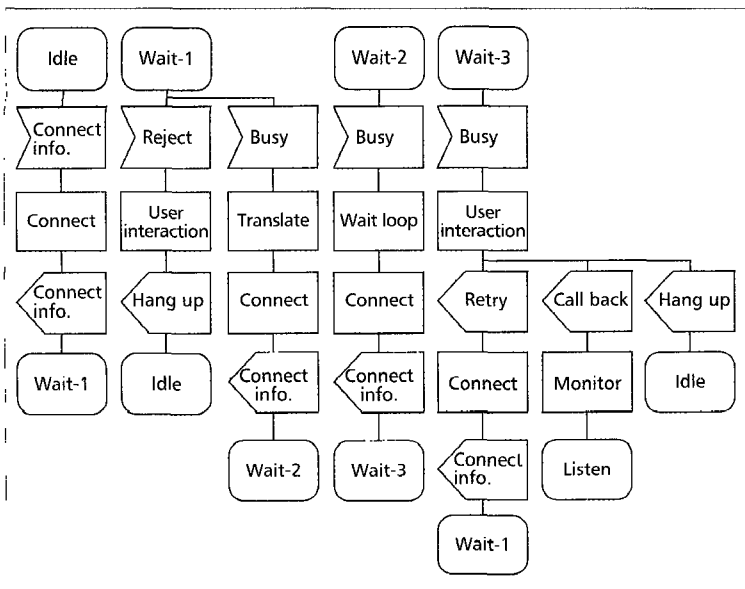 Idle
Wait-1
Wait-2
Wait-3
Connect
info.
Reject
Busy
Busy
Busy
Connect
User
interaction
Translate
Wait loop
User
interaction
Connect
info.
Hang up
Connect
Connect
Retry
Call back
Hang up
Wait-1
Idle
Connect
info.
Connect
info.
Connect
Monitor
Idle
Wait-2
Wait-3
Connect
info.
Listen
Wait-1